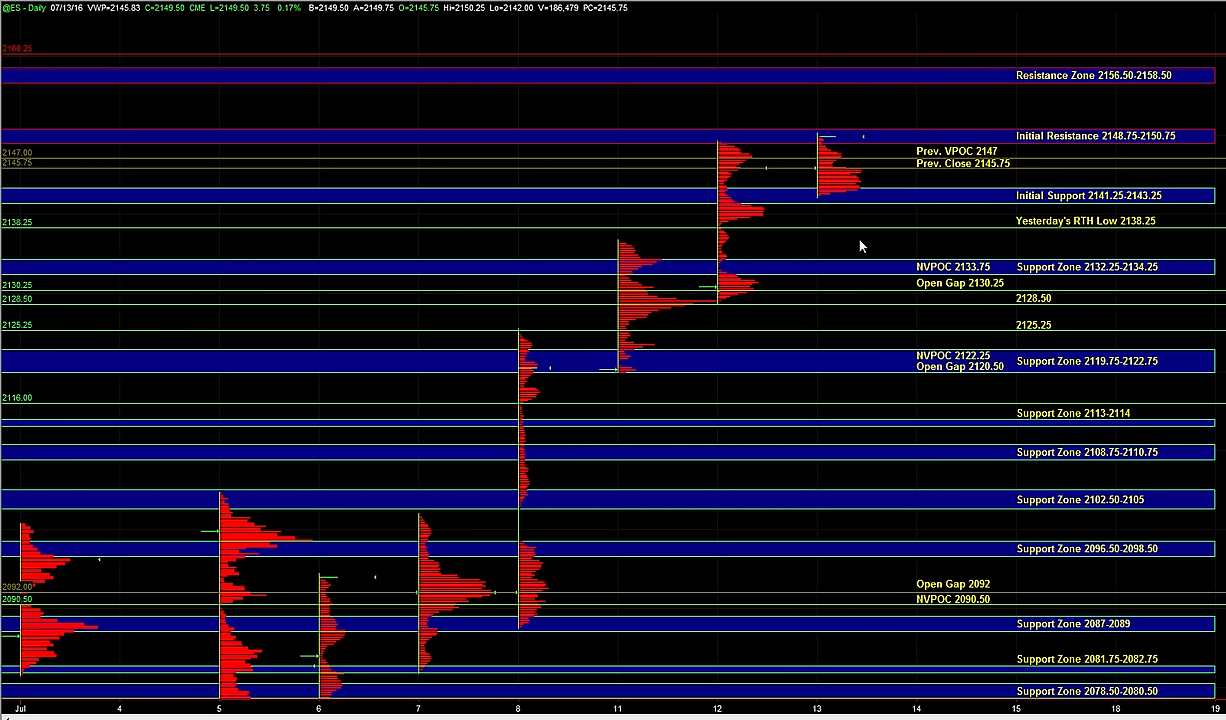 @ES - Daily 07/13/16 VWP=2145.83 C=2149.50 CME L=2149.50 3.75 0.17% B=2149.50 A=2149.75 O=2145.75 Hi=2150.25 Lo=2142.00 V=186,479 PC=2145.75
2160.25
Resistance Zone 2156.50-2158.50
Initial Resistance 2148.75-2150.75
2147.00 Prev. VPOC 2147
2145.75 Prev. Close 2145.75
Initial Support 2141.25-2143.25
2138.25 Yesterday's RTH Low 2138.25
NVPOC 2133.75 Support Zone 2132.25-2134.25
2130.25 Open Gap 2130.25
2128.50 2128.50
2125.25 2125.25
NVPOC 2122.25 Support Zone 2119.75-2122.75
Open Gap 2120.50
2116.00
Support Zone 2113-2114
Support Zone 2108.75-2110.75
Support Zone 2102.50-2105
Support Zone 2096.50-2098.50
2092.00* Open Gap 2092
2090.50 NVPOC 2090.50
Support Zone 2087-2089
Support Zone 2081.75-2082.75
Support Zone 2078.50-2080.50
Jul 4 5 6 7 8 11 12 13 14 15 18 19